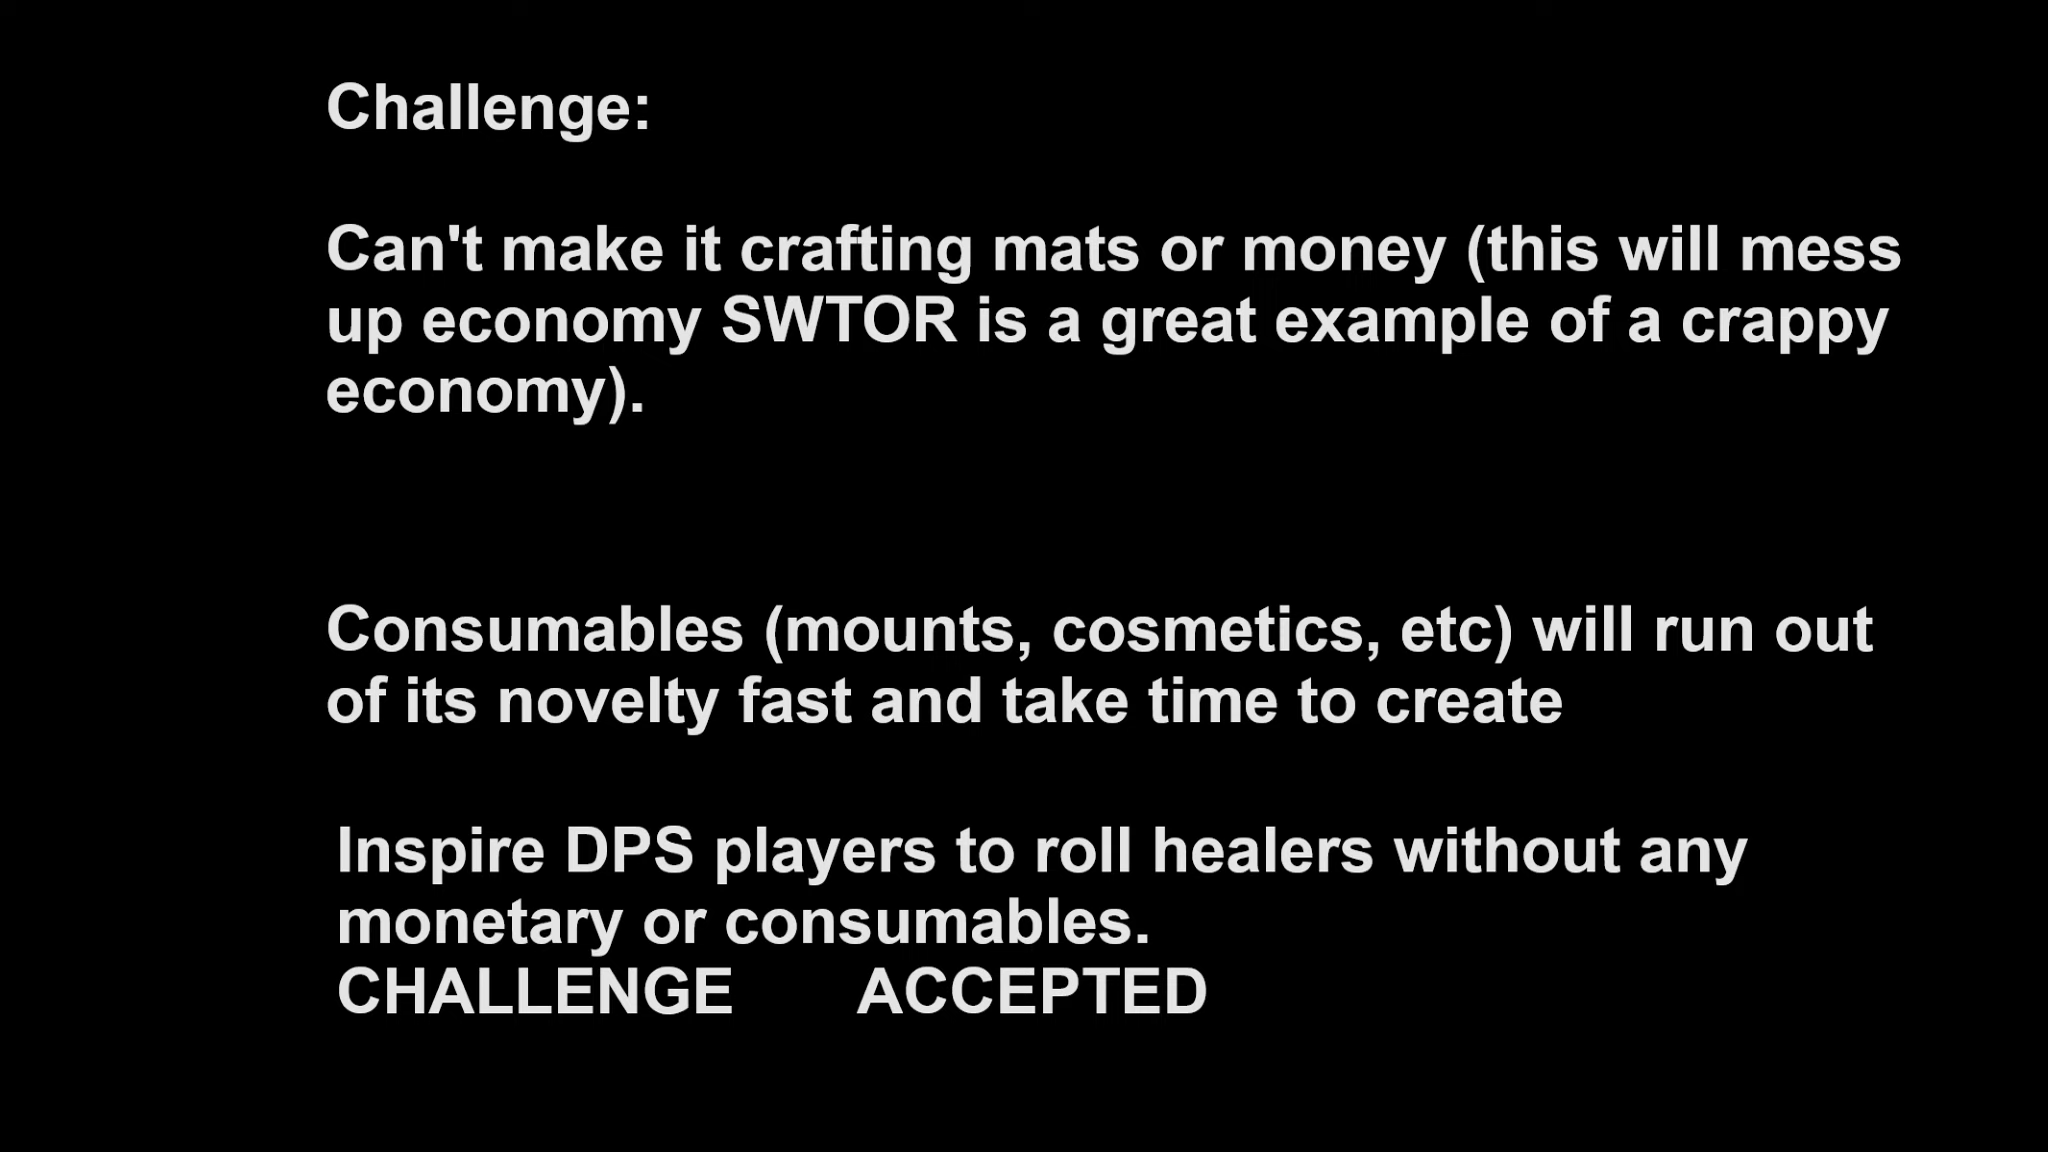 Challenge:
Can't make it crafting mats or money (this will mess
up economy SWTOR is a great example of a crappy
economy).
Consumables (mounts, cosmetics, etc) will run out
of its novelty fast and take time to create
Inspire DPS players to roll healers without any
monetary or consumables.
CHALLENGE ACCEPTED